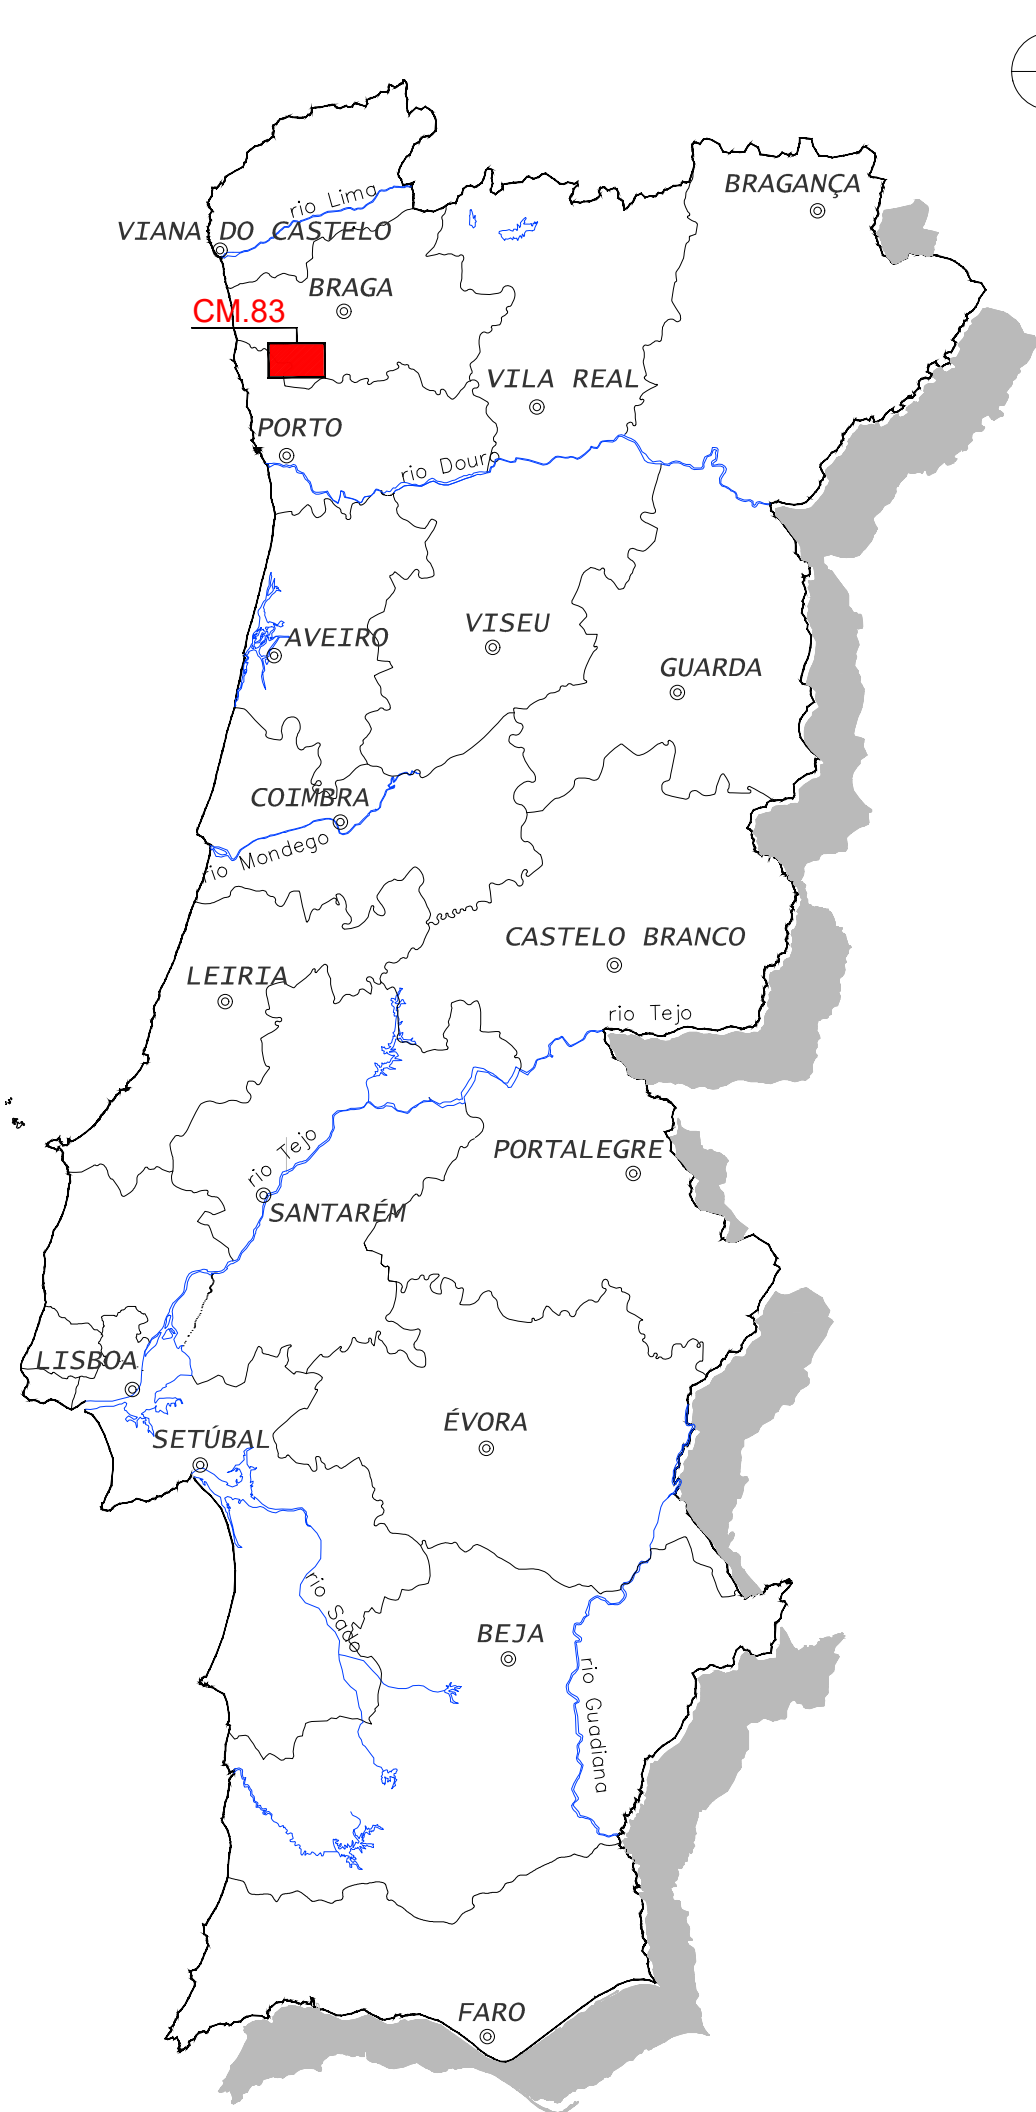 BRAGANÇA
rio Lima
VIANA DO CASTELO
BRAGA
CM.83
VILA REAL
PORTO
rio Douro
VISEU
AVEIRO
GUARDA
COIMBRA
rio Mondego
CASTELO BRANCO
LEIRIA
rio Tejo
rio Tejo
PORTALEGRE
SANTARÉM
LISBOA
ÉVORA
SETÚBAL
rio Sado
BEJA
rio Guadiana
FARO